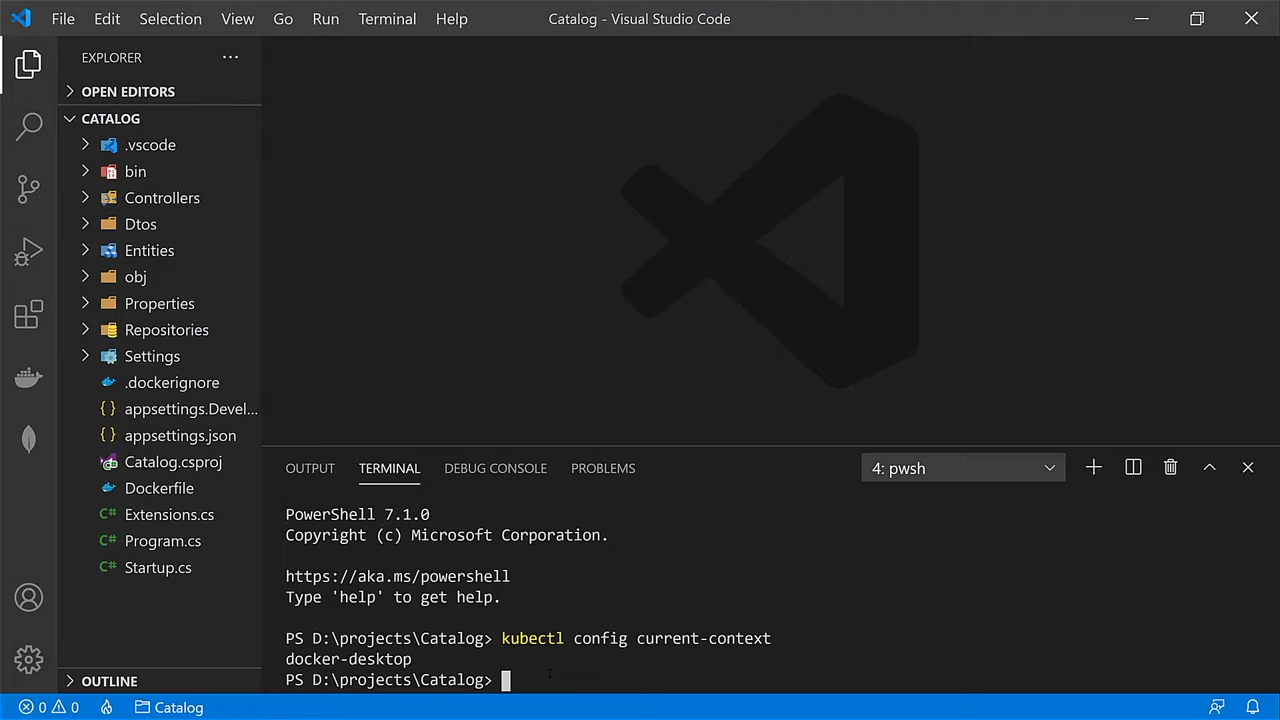 File Edit Selection View Go Run Terminal Help
Catalog - Visual Studio Code
EXPLORER
OPEN EDITORS
CATALOG
.vscode
bin
Controllers
Dtos
Entities
obj
Properties
Repositories
Settings
.dockerignore
{} appsettings.Devel...
{} appsettings.json
Catalog.csproj
Dockerfile
C# Extensions.cs
C# Program.cs
C# Startup.cs
OUTLINE
OUTPUT TERMINAL DEBUG CONSOLE PROBLEMS
4: pwsh
PowerShell 7.1.0
Copyright (c) Microsoft Corporation.
https://aka.ms/powershell
Type 'help' to get help.
PS D:\projects\Catalog> kubectl config current-context
docker-desktop
PS D:\projects\Catalog>
0 0 Catalog